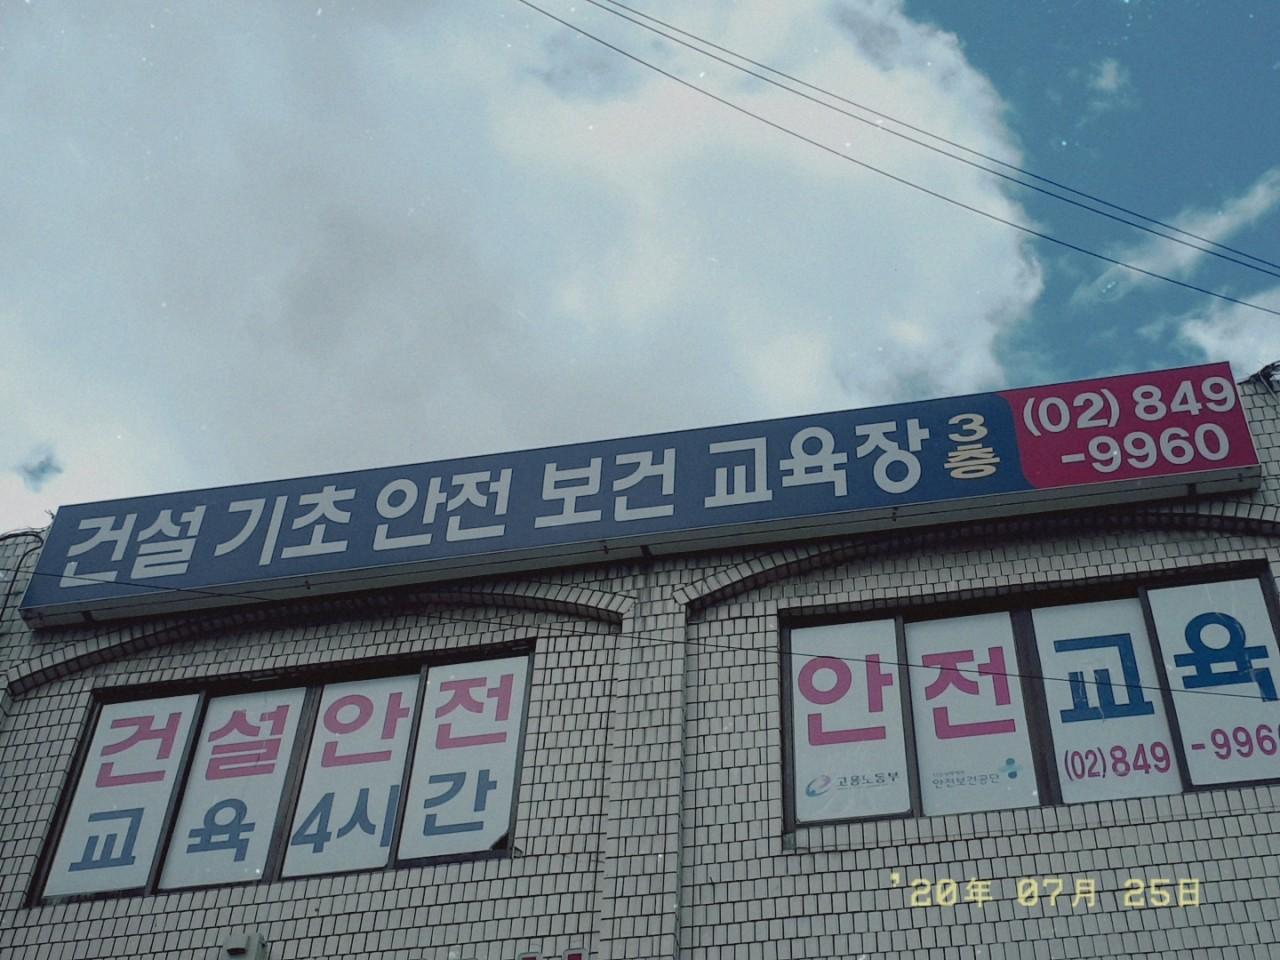 건설 기초 안전 보건 교육장 3층 (02) 849
-9960
건설안전
교육 4시간
안전교육
(02)849 -996
고용노동부
안전보건공단
'20年 07月 25日